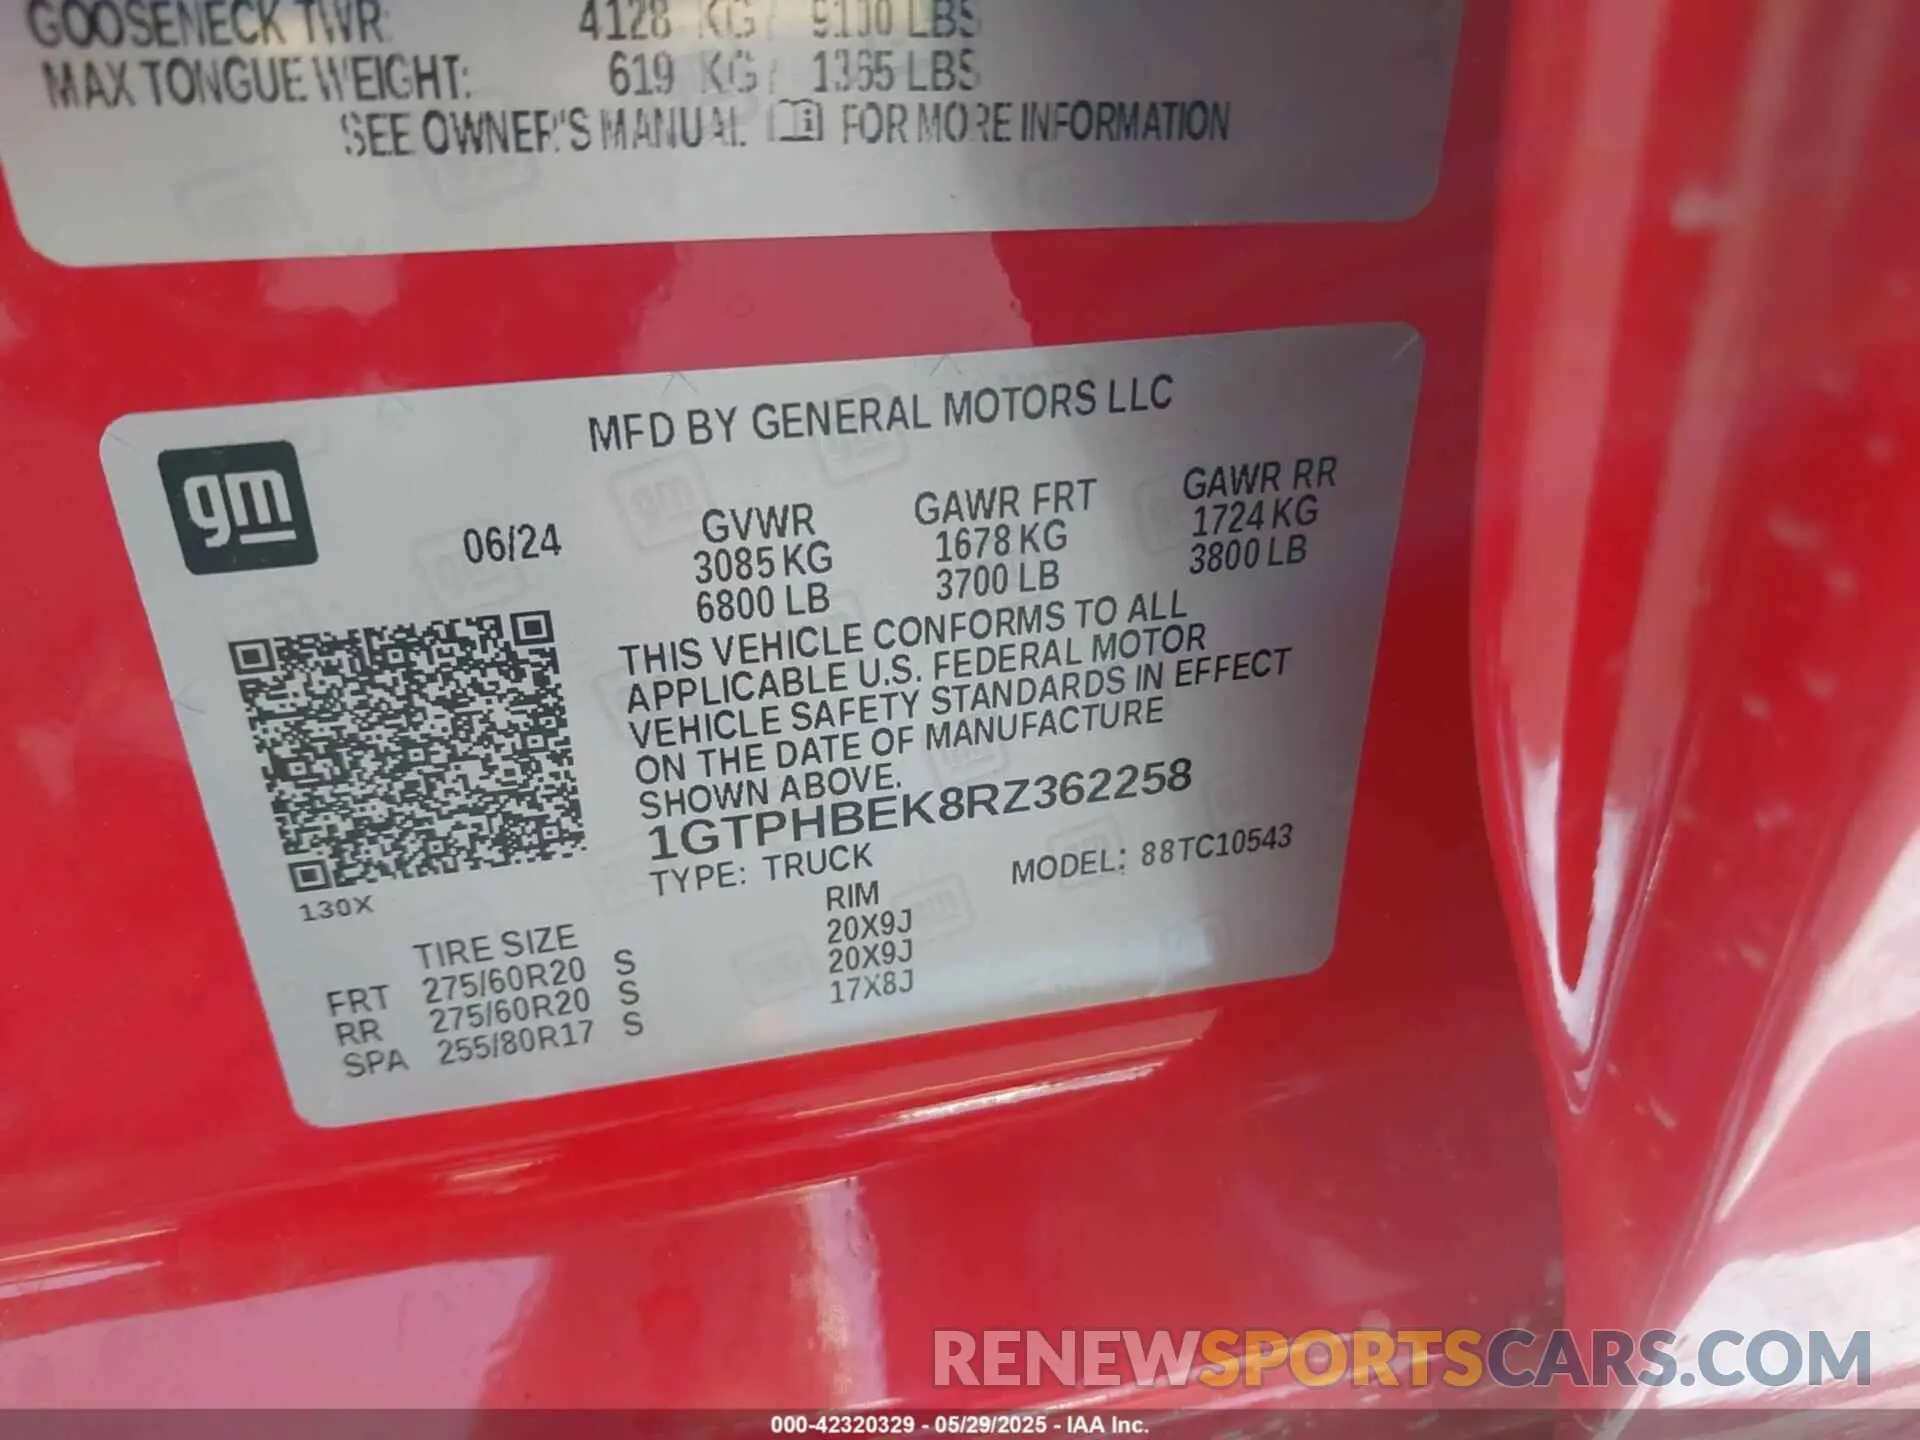 GOOSENECK TWR: 4128 KG / 9100 LBS
MAX TONGUE WEIGHT: 619 KG / 1365 LBS
SEE OWNER'S MANUAL FOR MORE INFORMATION
MFD BY GENERAL MOTORS LLC
gm
06/24
GVWR GAWR FRT GAWR RR
3085 KG 1678 KG 1724 KG
6800 LB 3700 LB 3800 LB
THIS VEHICLE CONFORMS TO ALL
APPLICABLE U.S. FEDERAL MOTOR
VEHICLE SAFETY STANDARDS IN EFFECT
ON THE DATE OF MANUFACTURE
SHOWN ABOVE.
1GTPHBEK8RZ362258
TYPE: TRUCK MODEL: 88TC10543
130X
TIRE SIZE RIM
FRT 275/60R20 S 20X9J
RR 275/60R20 S 20X9J
SPA 255/80R17 S 17X8J
RENEWSPORTSCARS.COM
000-42320329 - 05/29/2025 - IAA Inc.